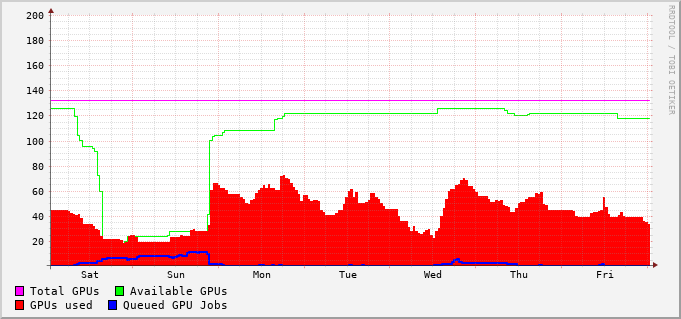 200
180
160
140
120
100
80
60
40
20
Sat Sun Mon Tue Wed Thu Fri
Total GPUs Available GPUs
GPUs used Queued GPU Jobs
RRDTOOL / TOBI OETIKER